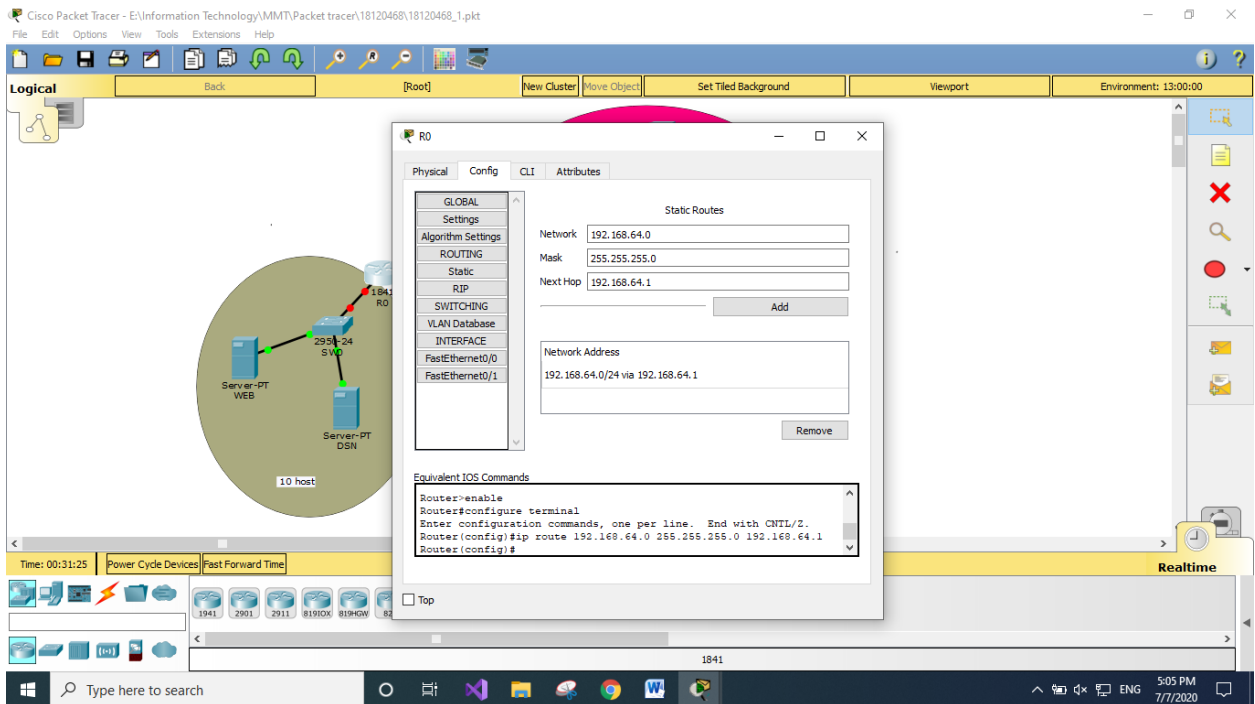 Cisco Packet Tracer - E:\Information Technology\MMT\Packet tracer\18120468\18120468_1.pkt
File Edit Options View Tools Extensions Help
Logical Back [Root] New Cluster Move Object Set Tiled Background Viewport Environment: 13:00:00
R0
Physical Config CLI Attributes
GLOBAL
Settings
Algorithm Settings
ROUTING
Static
RIP
SWITCHING
VLAN Database
INTERFACE
FastEthernet0/0
FastEthernet0/1
Static Routes
Network 192.168.64.0
Mask 255.255.255.0
Next Hop 192.168.64.1
Add
Network Address
192.168.64.0/24 via 192.168.64.1
Remove
Equivalent IOS Commands
Router>enable
Router#configure terminal
Enter configuration commands, one per line. End with CNTL/Z.
Router(config)#ip route 192.168.64.0 255.255.255.0 192.168.64.1
Router(config)#
Top
1841
R0
2950-24
SW0
Server-PT
WEB
Server-PT
DSN
10 host
Time: 00:31:25 Power Cycle Devices Fast Forward Time Realtime
1941 2901 2911 819IOX 819HGW 82
1841
Type here to search
ENG
5:05 PM
7/7/2020